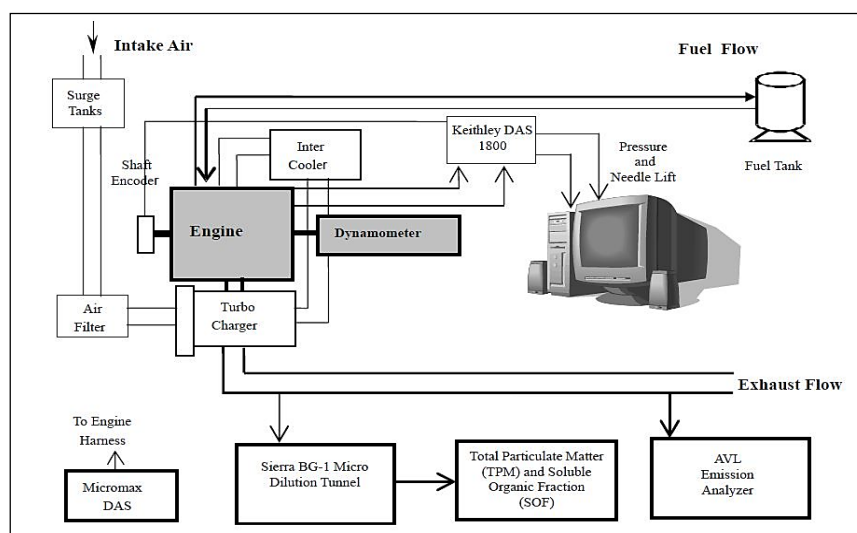 Intake Air
Fuel Flow
Surge
Tanks
Keithley DAS
1800
Inter
Cooler
Pressure
and
Needle Lift
Fuel Tank
Shaft
Encoder
Engine
Dynamometer
Air
Filter
Turbo
Charger
Exhaust Flow
To Engine
Harness
Micromax
DAS
Sierra BG-1 Micro
Dilution Tunnel
Total Particulate Matter
(TPM) and Soluble
Organic Fraction
(SOF)
AVL
Emission
Analyzer